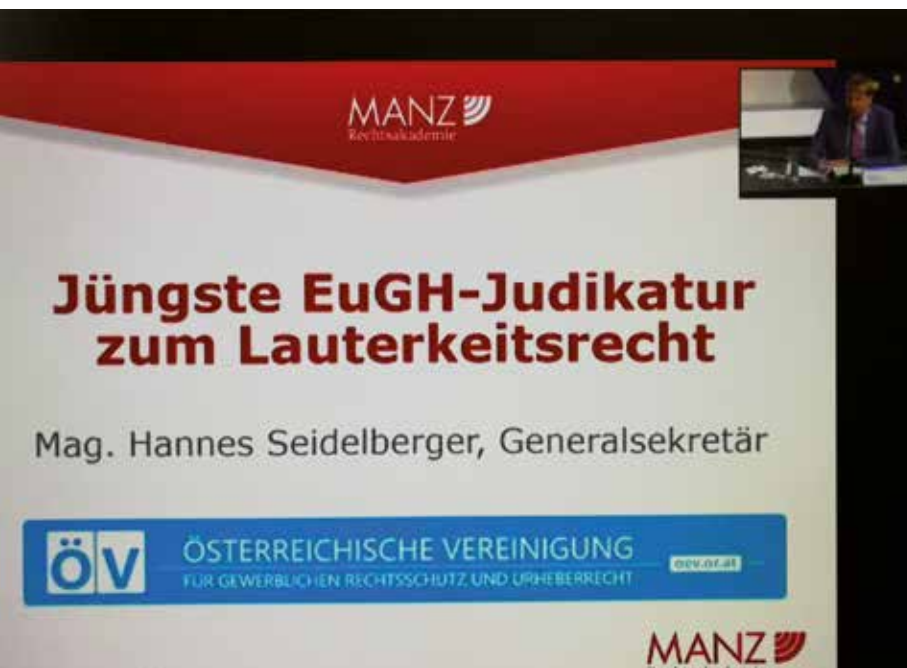 MANZ
Rechtsakademie
Jüngste EuGH-Judikatur
zum Lauterkeitsrecht
Mag. Hannes Seidelberger, Generalsekretär
ÖV
ÖSTERREICHISCHE VEREINIGUNG
FÜR GEWERBLICHEN RECHTSSCHUTZ UND URHEBERRECHT
oev.or.at
MANZ